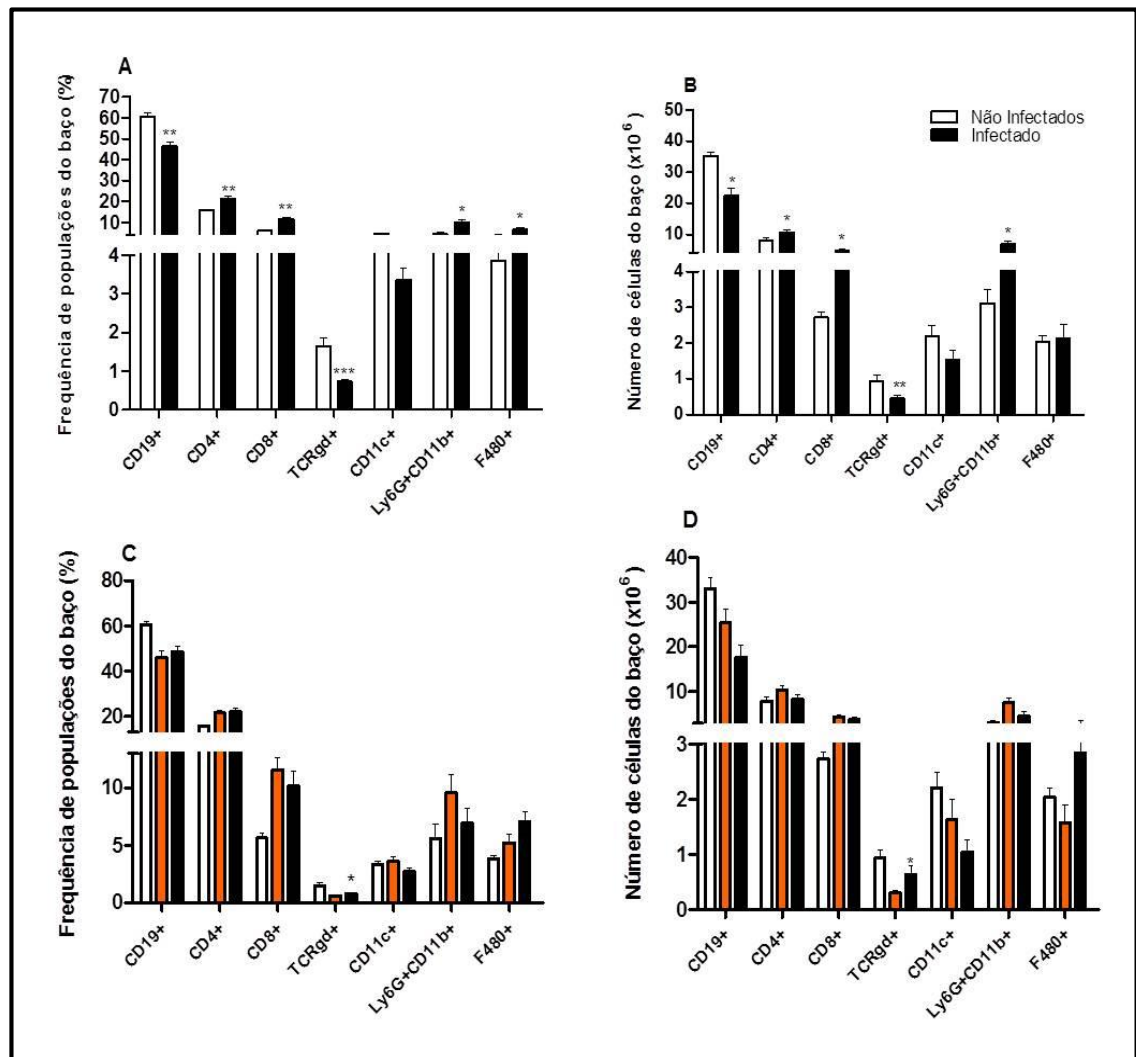 A
Frequência de populações do baço (%)
70
60
50
40
30
20
10
4
3
2
1
0
** ** ** *** * *
CD19+ CD4+ CD8+ TCRgd+ CD11c+ Ly6G+CD11b+ F480+
B
Número de células do baço (x10⁶)
50
40
30
20
10
4
3
2
1
0
* * * ** *
Não Infectados
Infectado
CD19+ CD4+ CD8+ TCRgd+ CD11c+ Ly6G+CD11b+ F480+
C
Frequência de populações do baço (%)
80
60
40
20
10
5
0
*
CD19+ CD4+ CD8+ TCRgd+ CD11c+ Ly6G+CD11b+ F480+
D
Número de células do baço (x10⁶)
40
30
20
10
3
2
1
0
*
CD19+ CD4+ CD8+ TCRgd+ CD11c+ Ly6G+CD11b+ F480+